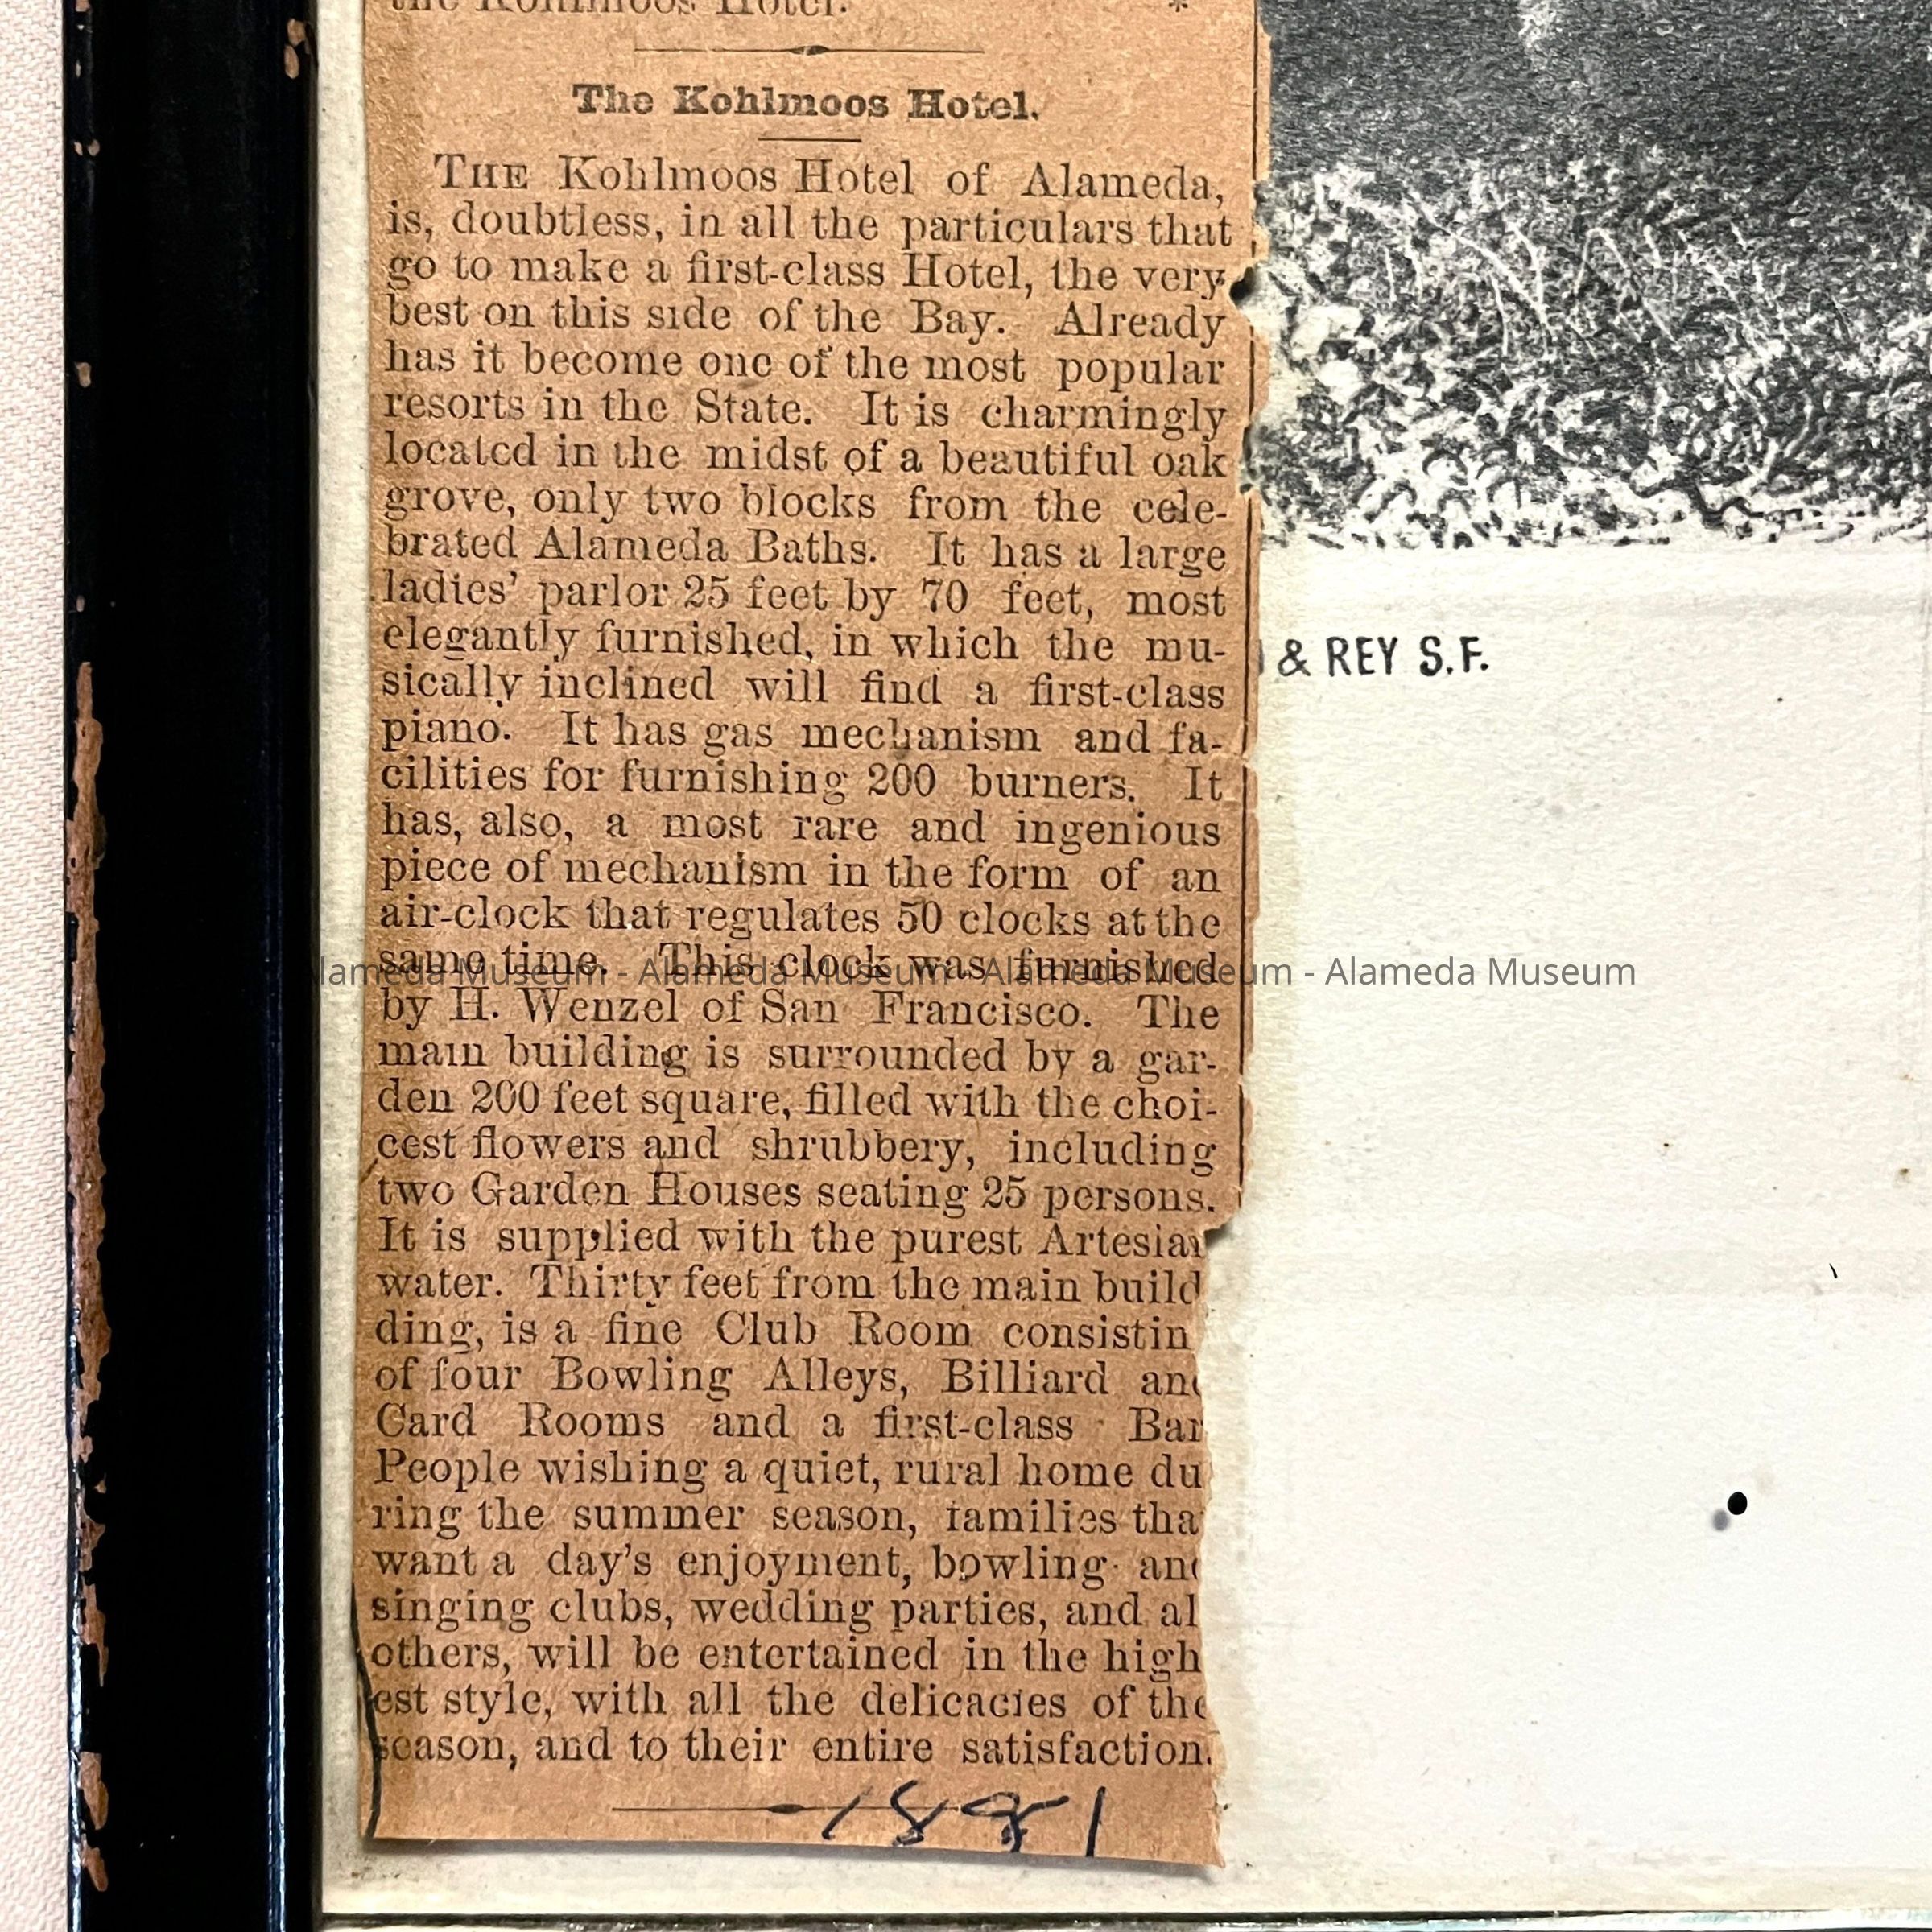 the Kohlmoos Hotel. *
The Kohlmoos Hotel.
THE Kohlmoos Hotel of Alameda,
is, doubtless, in all the particulars that
go to make a first-class Hotel, the very
best on this side of the Bay. Already
has it become one of the most popular
resorts in the State. It is charmingly
located in the midst of a beautiful oak
grove, only two blocks from the cele-
brated Alameda Baths. It has a large
ladies' parlor 25 feet by 70 feet, most
elegantly furnished, in which the mu-
sically inclined will find a first-class
piano. It has gas mechanism and fa-
cilities for furnishing 200 burners. It
has, also, a most rare and ingenious
piece of mechanism in the form of an
air-clock that regulates 50 clocks at the
same time. This clock was furnished
by H. Wenzel of San Francisco. The
main building is surrounded by a gar-
den 200 feet square, filled with the choi-
cest flowers and shrubbery, including
two Garden Houses seating 25 persons.
It is supplied with the purest Artesian
water. Thirty feet from the main build
ding, is a fine Club Room consistin
of four Bowling Alleys, Billiard and
Card Rooms and a first-class Bar
People wishing a quiet, rural home du
ring the summer season, families tha
want a day's enjoyment, bowling and
singing clubs, wedding parties, and al
others, will be entertained in the high
est style, with all the delicacies of the
season, and to their entire satisfaction.
1881
& REY S.F.
Alameda Museum - Alameda Museum - Alameda Museum - Alameda Museum